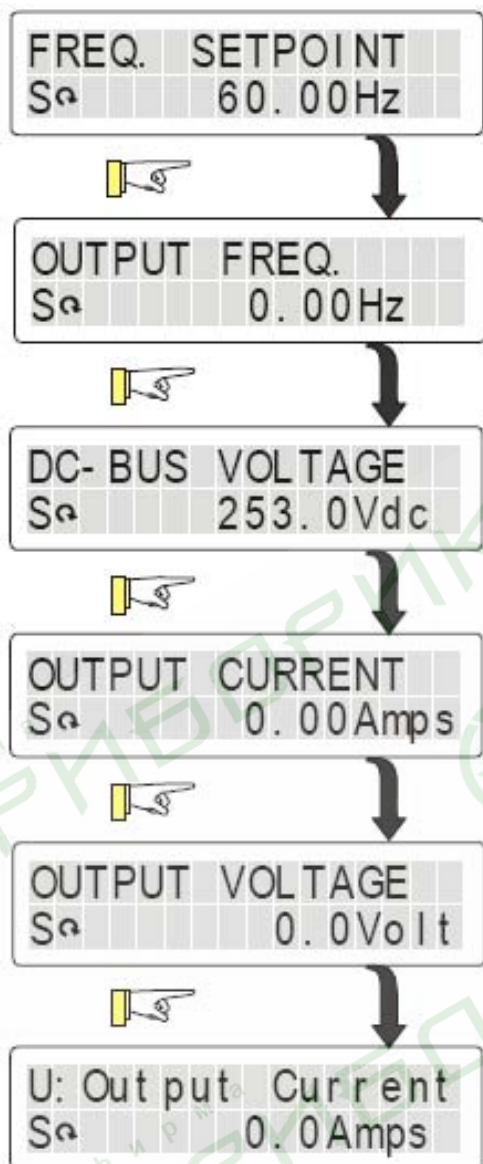 FREQ. SETPOINT
S 60.00Hz
OUTPUT FREQ.
S 0.00Hz
DC-BUS VOLTAGE
S 253.0Vdc
OUTPUT CURRENT
S 0.00Amps
OUTPUT VOLTAGE
S 0.0Volt
U: Output Current
S 0.0Amps